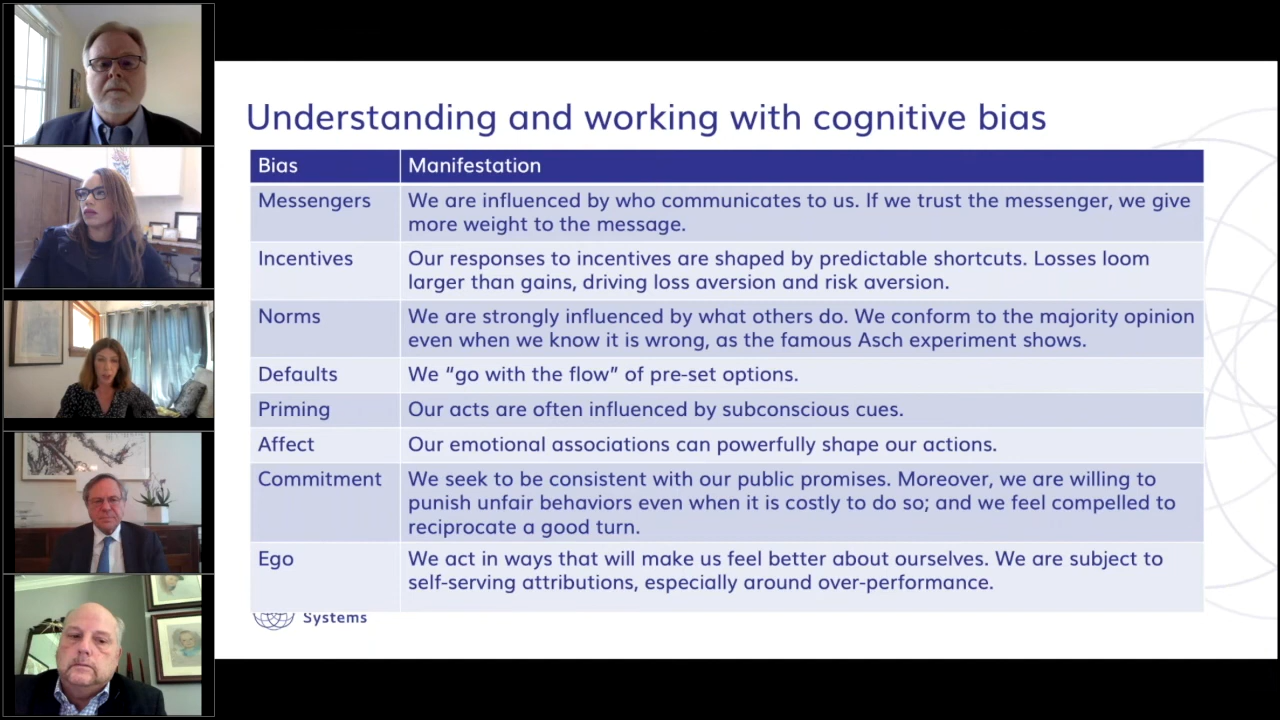 Understanding and working with cognitive bias
Bias
Manifestation
Messengers
We are influenced by who communicates to us. If we trust the messenger, we give
more weight to the message.
Incentives
Our responses to incentives are shaped by predictable shortcuts. Losses loom
larger than gains, driving loss aversion and risk aversion.
Norms
We are strongly influenced by what others do. We conform to the majority opinion
even when we know it is wrong, as the famous Asch experiment shows.
Defaults
We “go with the flow” of pre-set options.
Priming
Our acts are often influenced by subconscious cues.
Affect
Our emotional associations can powerfully shape our actions.
Commitment
We seek to be consistent with our public promises. Moreover, we are willing to
punish unfair behaviors even when it is costly to do so; and we feel compelled to
reciprocate a good turn.
Ego
We act in ways that will make us feel better about ourselves. We are subject to
self-serving attributions, especially around over-performance.
Systems